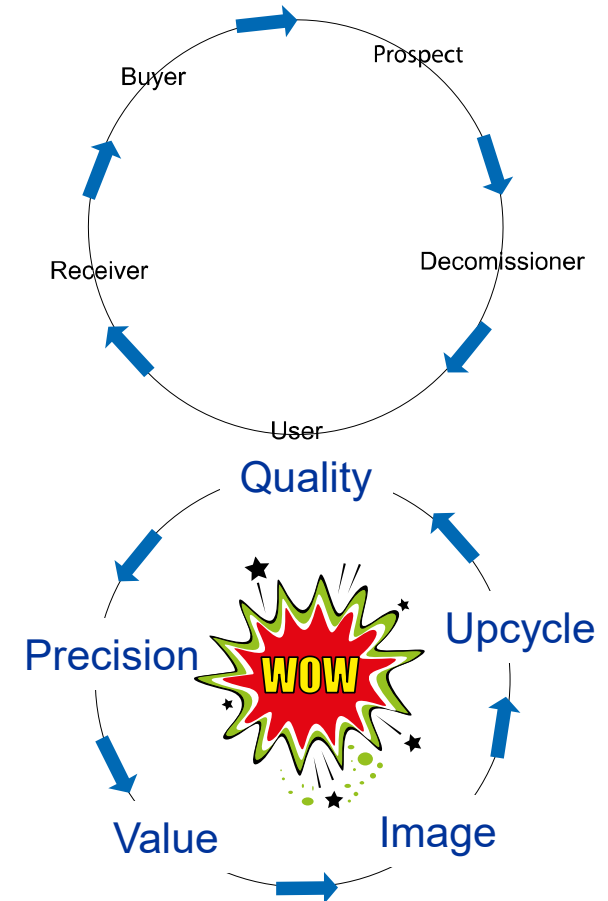 Prospect
Buyer
Decomissioner
Receiver
User
Quality
Upcycle
Precision
WOW
Image
Value